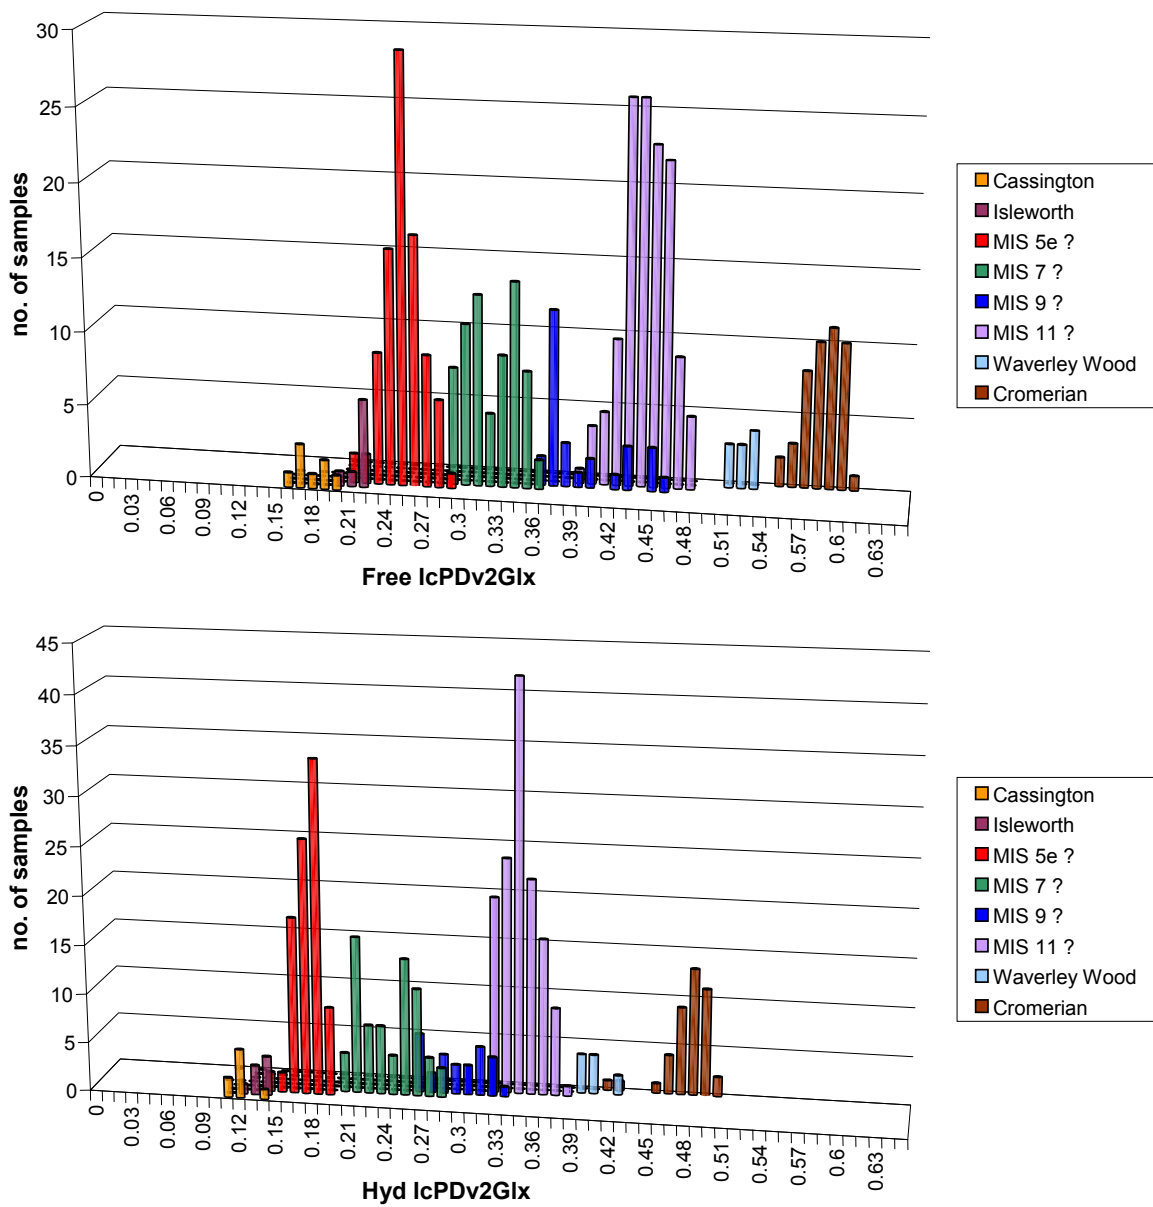 30
25
20
15
10
5
0
no. of samples
0 0.03 0.06 0.09 0.12 0.15 0.18 0.21 0.24 0.27 0.3 0.33 0.36 0.39 0.42 0.45 0.48 0.51 0.54 0.57 0.6 0.63
Free IcPDv2Glx
Cassington
Isleworth
MIS 5e ?
MIS 7 ?
MIS 9 ?
MIS 11 ?
Waverley Wood
Cromerian
45
40
35
30
25
20
15
10
5
0
no. of samples
0 0.03 0.06 0.09 0.12 0.15 0.18 0.21 0.24 0.27 0.3 0.33 0.36 0.39 0.42 0.45 0.48 0.51 0.54 0.57 0.6 0.63
Hyd IcPDv2Glx
Cassington
Isleworth
MIS 5e ?
MIS 7 ?
MIS 9 ?
MIS 11 ?
Waverley Wood
Cromerian